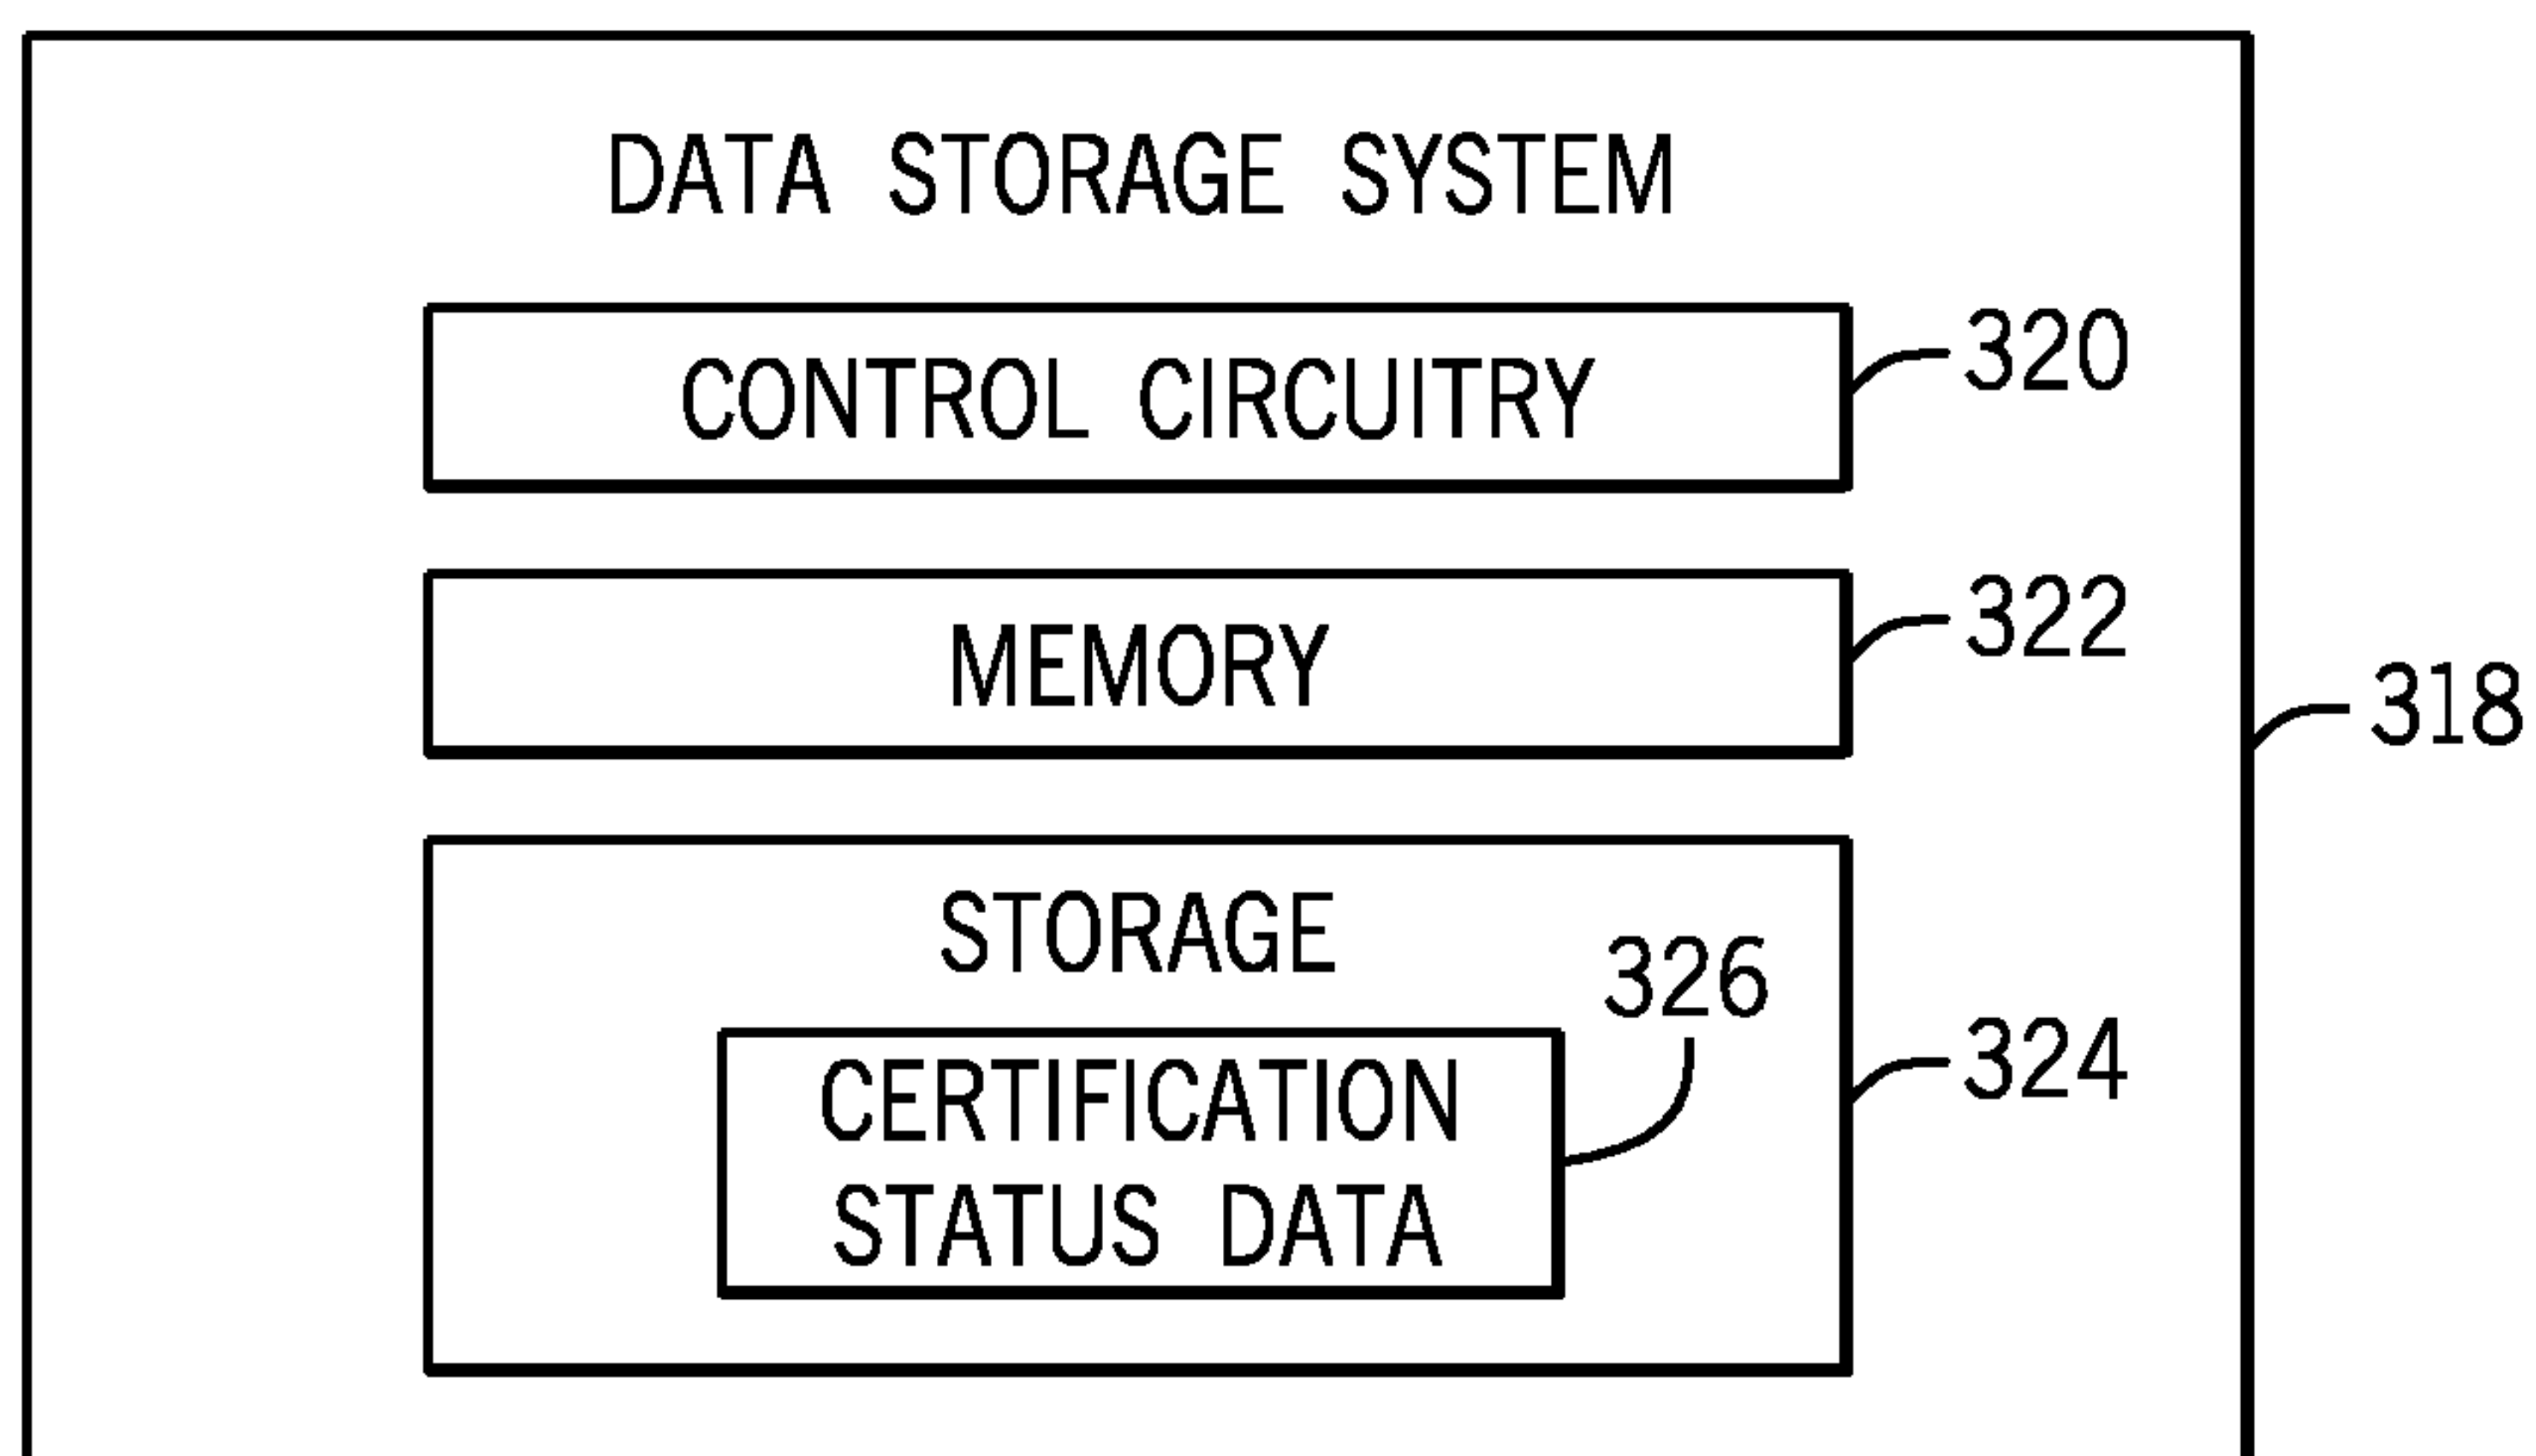 DATA STORAGE SYSTEM
CONTROL CIRCUITRY
320
MEMORY
322
318
STORAGE
326
324
CERTIFICATION
STATUS DATA